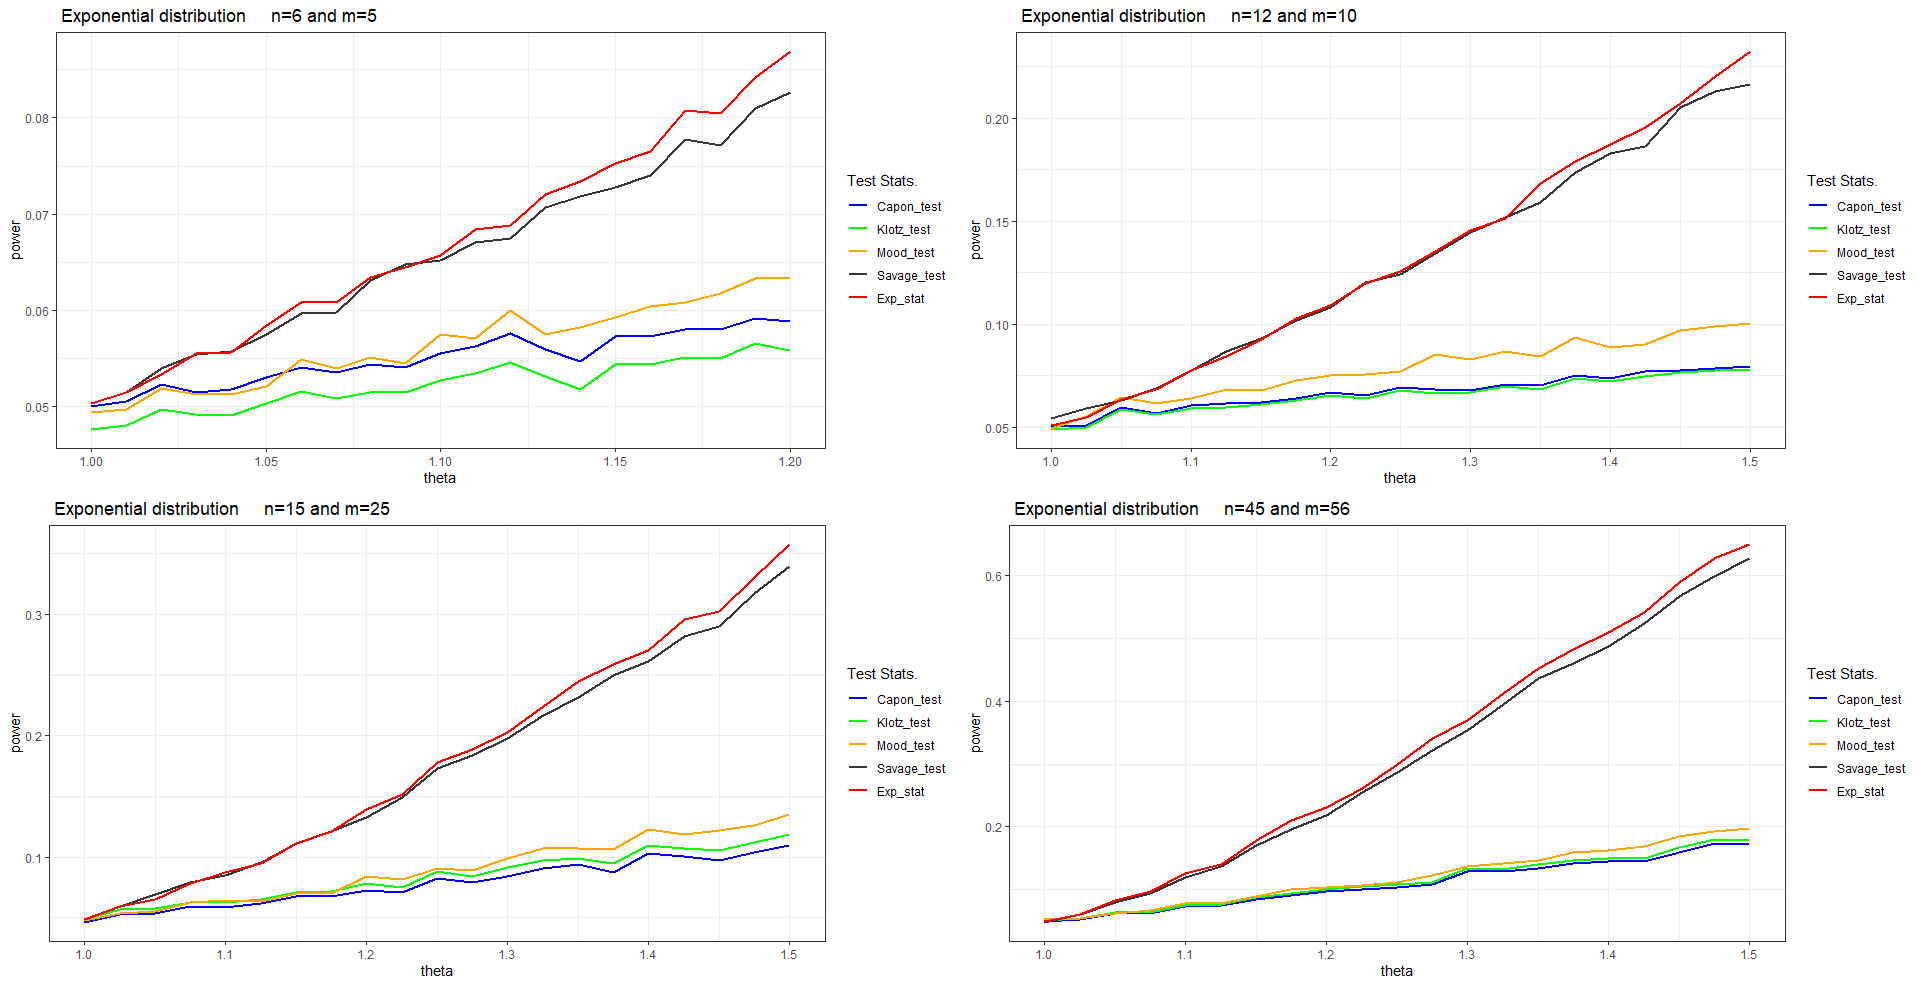 Exponential distribution n=6 and m=5
power
0.08
0.07
0.06
0.05
1.00 1.05 1.10 1.15 1.20
theta
Test Stats.
Capon_test
Klotz_test
Mood_test
Savage_test
Exp_stat
Exponential distribution n=12 and m=10
power
0.20
0.15
0.10
0.05
1.0 1.1 1.2 1.3 1.4 1.5
theta
Test Stats.
Capon_test
Klotz_test
Mood_test
Savage_test
Exp_stat
Exponential distribution n=15 and m=25
power
0.3
0.2
0.1
1.0 1.1 1.2 1.3 1.4 1.5
theta
Test Stats.
Capon_test
Klotz_test
Mood_test
Savage_test
Exp_stat
Exponential distribution n=45 and m=56
power
0.6
0.4
0.2
1.0 1.1 1.2 1.3 1.4 1.5
theta
Test Stats.
Capon_test
Klotz_test
Mood_test
Savage_test
Exp_stat